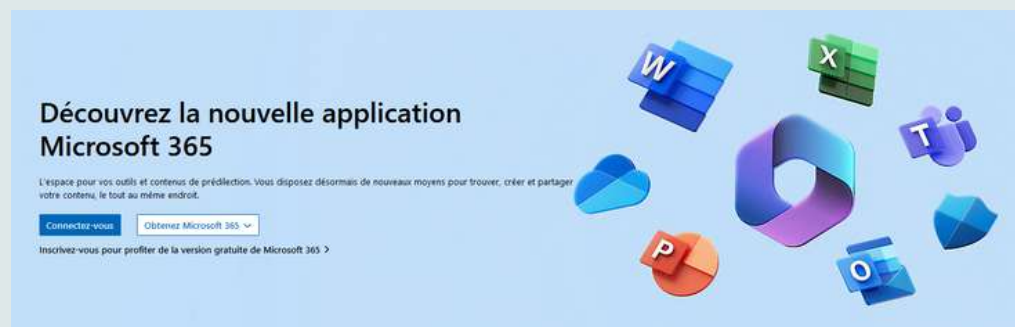 Découvrez la nouvelle application
Microsoft 365
L'espace pour vos outils et contenus de prédilection. Vous disposez désormais de nouveaux moyens pour trouver, créer et partager
votre contenu, le tout au même endroit.
Connectez-vous
Obtenez Microsoft 365
Inscrivez-vous pour profiter de la version gratuite de Microsoft 365 >
W
X
T
P
O